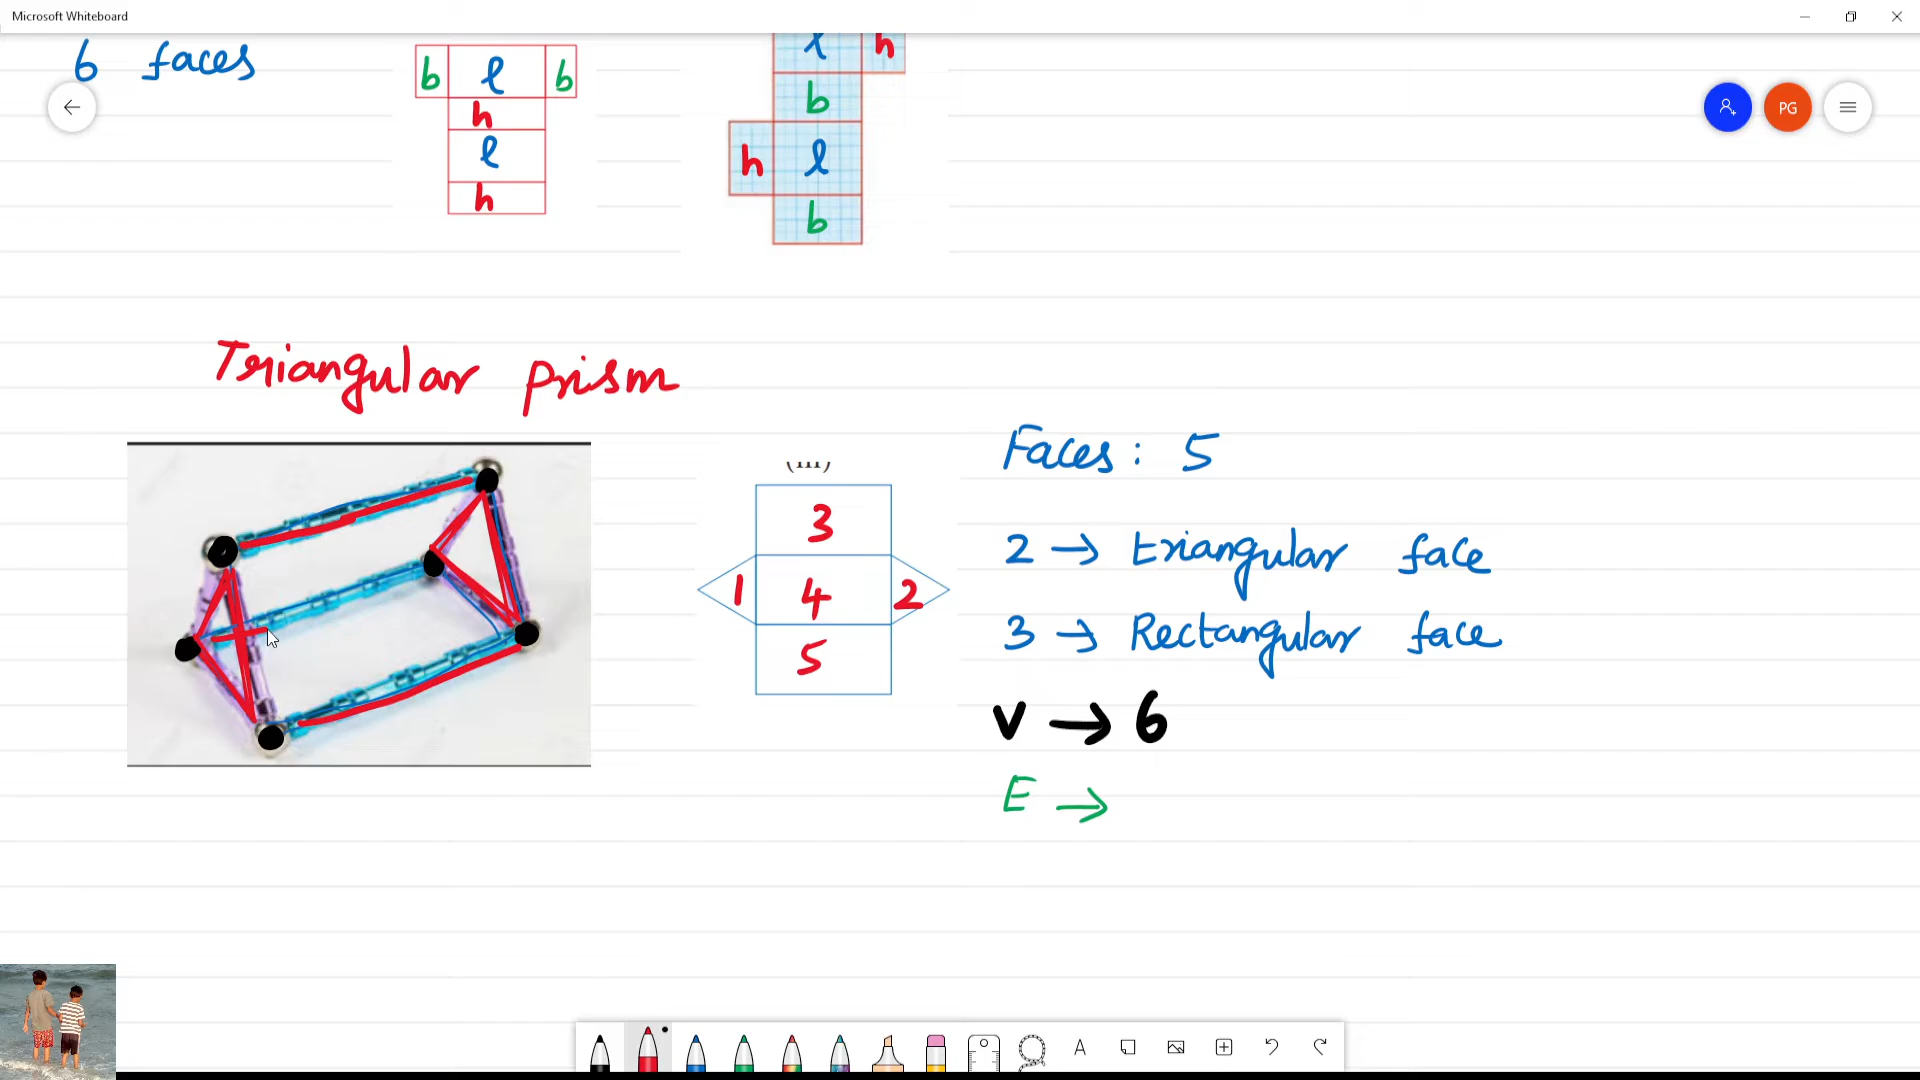 Microsoft Whiteboard
6 faces
b l b
h
l
h
l h
b
h l
b
PG
Triangular prism
(iii)
3
1 4 2
5
Faces: 5
2 → triangular face
3 → Rectangular face
V → 6
E →
A